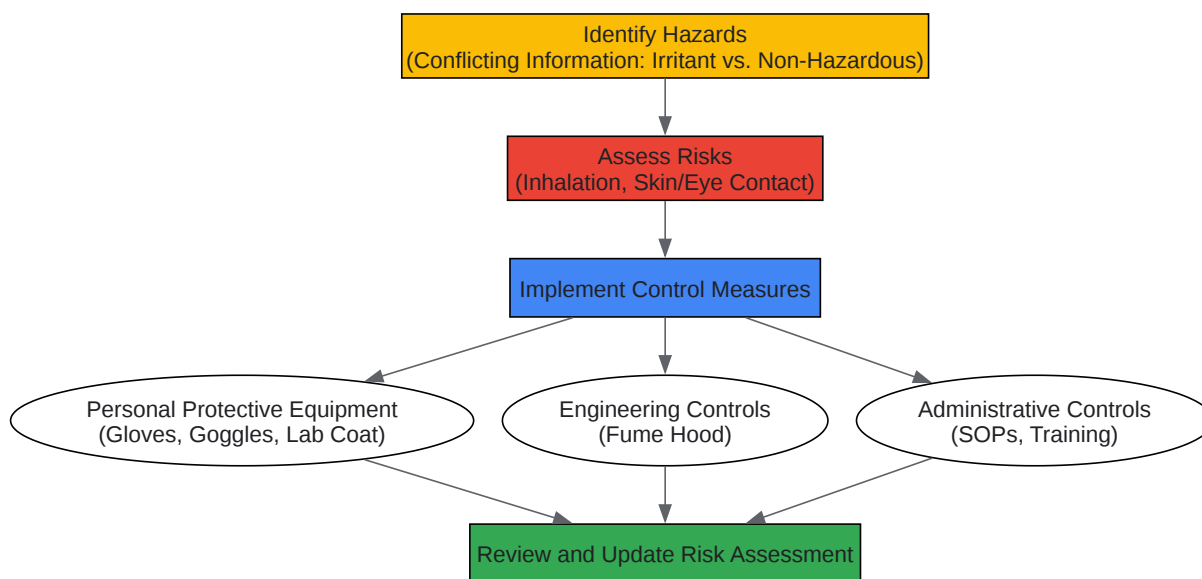 Identify Hazards
(Conflicting Information: Irritant vs. Non-Hazardous)
Assess Risks
(Inhalation, Skin/Eye Contact)
Implement Control Measures
Personal Protective Equipment
(Gloves, Goggles, Lab Coat)
Engineering Controls
(Fume Hood)
Administrative Controls
(SOPs, Training)
Review and Update Risk Assessment